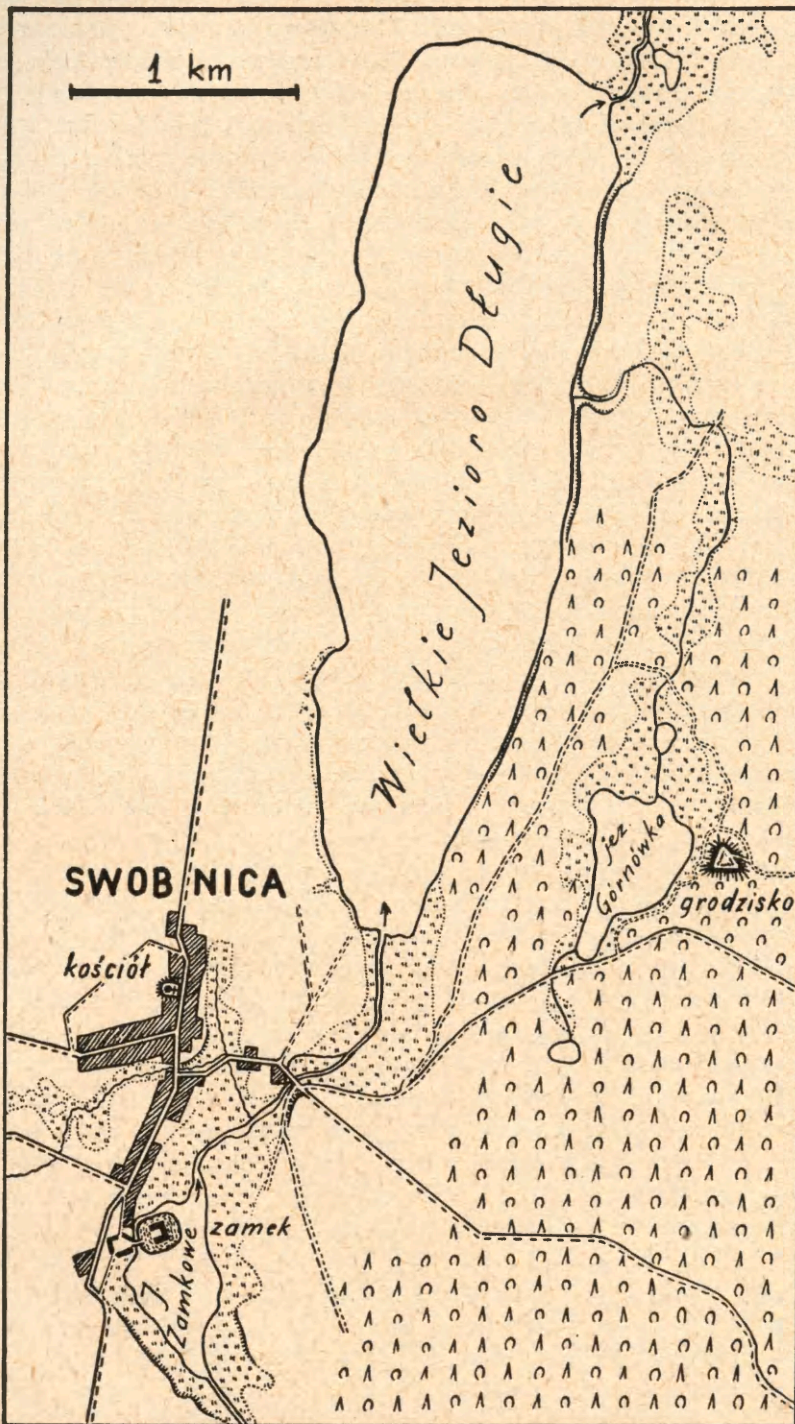 1 km
Wielkie Jezioro Długie
SWOBNICA
kościół
jez.
Górnówka
grodzisko
zamek
J.
Zamkowe